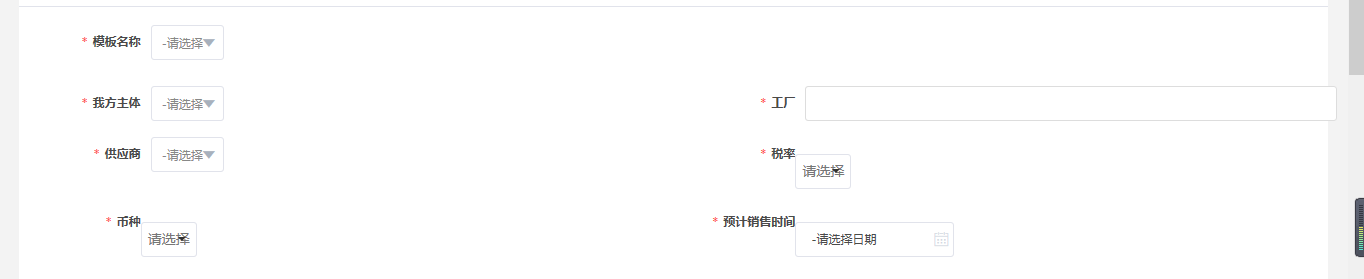 * 模板名称 -请选择
* 我方主体 -请选择 * 工厂
* 供应商 -请选择 * 税率 请选择
* 币种 请选择 * 预计销售时间 -请选择日期